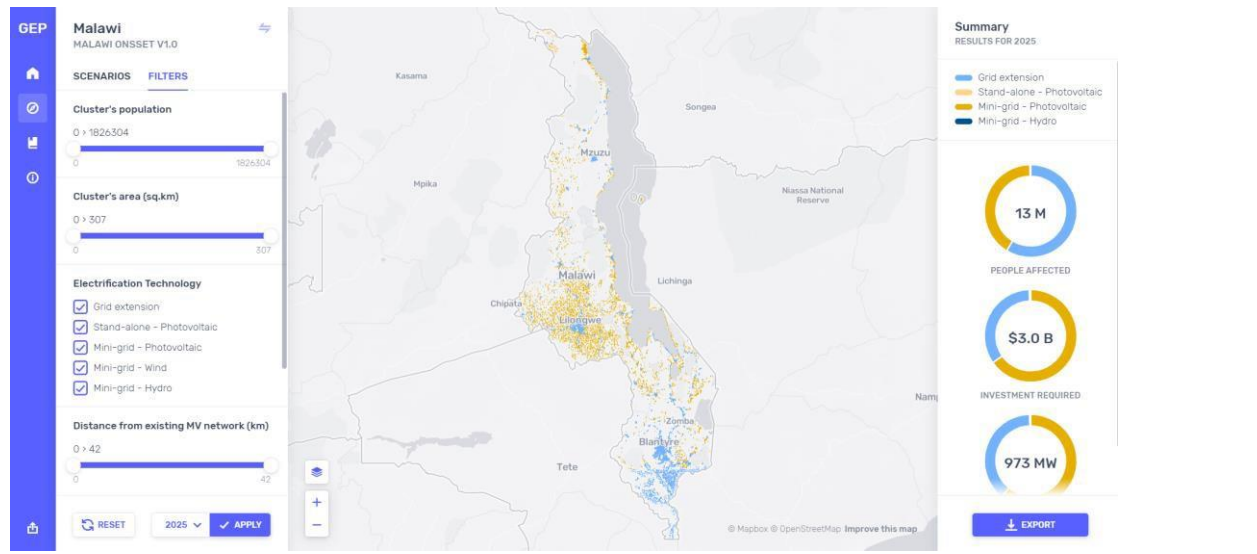 GEP
Malawi
MALAWI ONSSET V1.0
SCENARIOS FILTERS
Cluster's population
0 > 1826304
0 1826304
Cluster's area (sq.km)
0 > 307
0 307
Electrification Technology
Grid extension
Stand-alone - Photovoltaic
Mini-grid - Photovoltaic
Mini-grid - Wind
Mini-grid - Hydro
Distance from existing MV network (km)
0 > 42
0 42
RESET 2025 APPLY
Kasama
Songea
Mzuzu
Mpika
Niassa National
Reserve
Malawi
Lichinga
Chipata
Lilongwe
Nam
Zomba
Blantyre
Tete
+
−
© Mapbox © OpenStreetMap Improve this map
Summary
RESULTS FOR 2025
Grid extension
Stand-alone - Photovoltaic
Mini-grid - Photovoltaic
Mini-grid - Hydro
13 M
PEOPLE AFFECTED
$3.0 B
INVESTMENT REQUIRED
973 MW
EXPORT